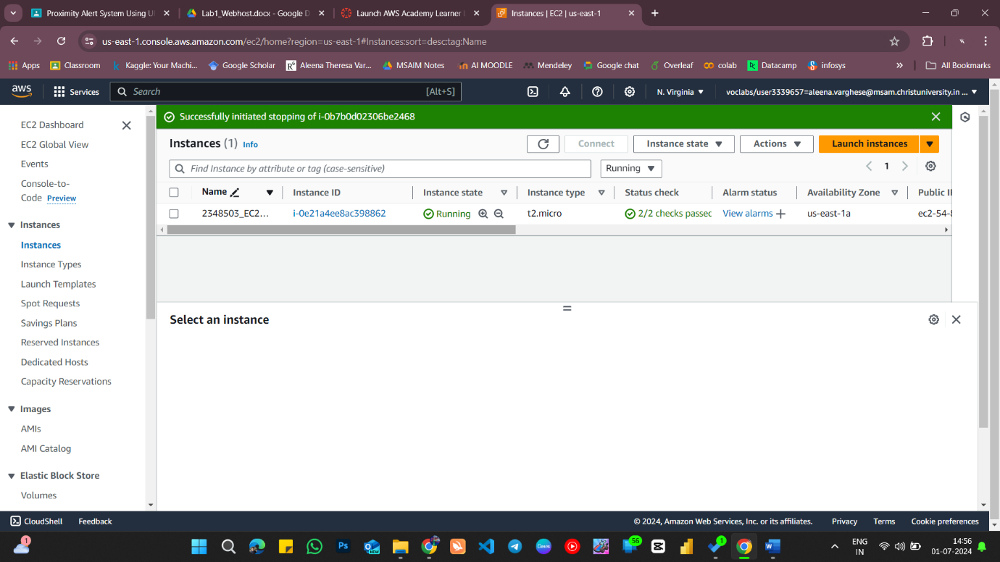 Proximity Alert System Using Ul
Lab1_Webhost.docx - Google D
Launch AWS Academy Learner
Instances | EC2 | us-east-1
us-east-1.console.aws.amazon.com/ec2/home?region=us-east-1#Instances:sort=desc:tag:Name
Apps Classroom Kaggle: Your Machi... Google Scholar Aleena Theresa Var... MSAIM Notes AI MOODLE Mendeley Google chat Overleaf colab Datacamp infosys » All Bookmarks
aws Services Search [Alt+S] N. Virginia voclabs/user3339657=aleena.varghese@msam.christuniversity.in ...
EC2 Dashboard
EC2 Global View
Events
Console-to-
Code Preview
Instances
Instances
Instance Types
Launch Templates
Spot Requests
Savings Plans
Reserved Instances
Dedicated Hosts
Capacity Reservations
Images
AMIs
AMI Catalog
Elastic Block Store
Volumes
Successfully initiated stopping of i-0b7b0d02306be2468
Instances (1) Info Connect Instance state Actions Launch instances
Find Instance by attribute or tag (case-sensitive) Running 1
Name Instance ID Instance state Instance type Status check Alarm status Availability Zone Public I
2348503_EC2... i-0e21a4ee8ac398862 Running t2.micro 2/2 checks passec View alarms + us-east-1a ec2-54-8
Select an instance
CloudShell Feedback © 2024, Amazon Web Services, Inc. or its affiliates. Privacy Terms Cookie preferences
1 NEW 56 1 ENG 14:56
IN 01-07-2024